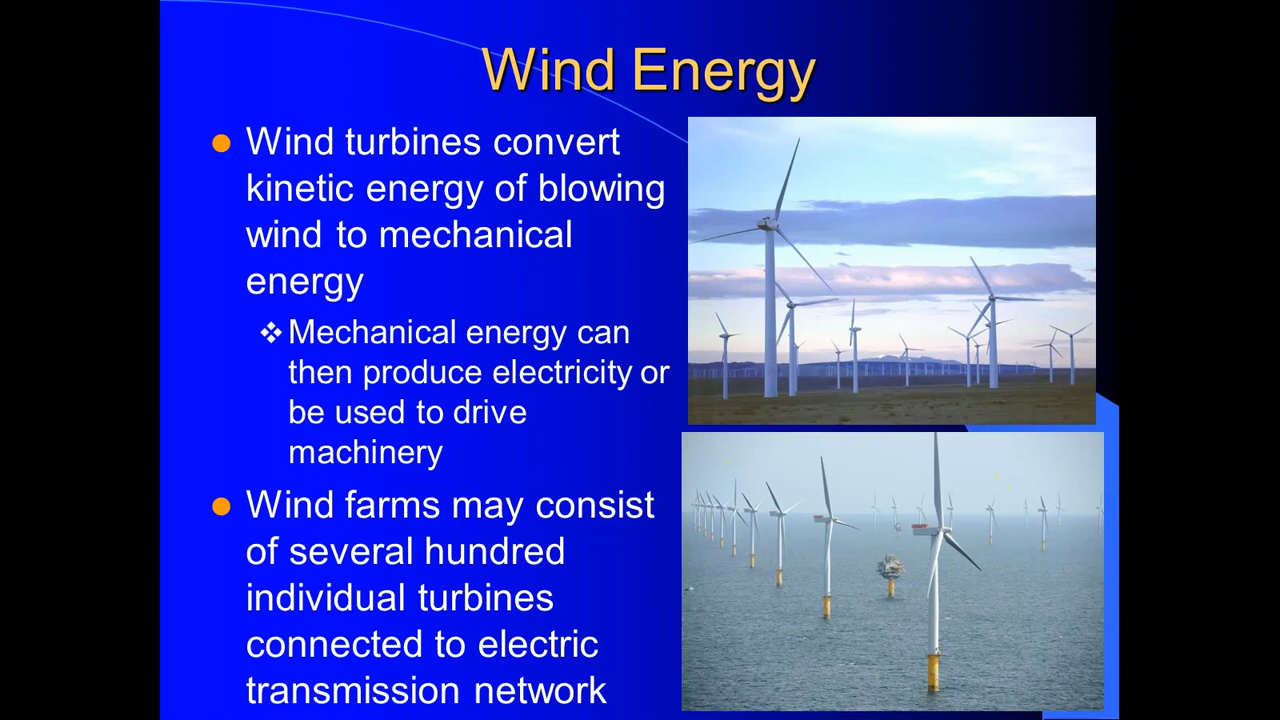 Wind Energy
Wind turbines convert
kinetic energy of blowing
wind to mechanical
energy
Mechanical energy can
then produce electricity or
be used to drive
machinery
Wind farms may consist
of several hundred
individual turbines
connected to electric
transmission network